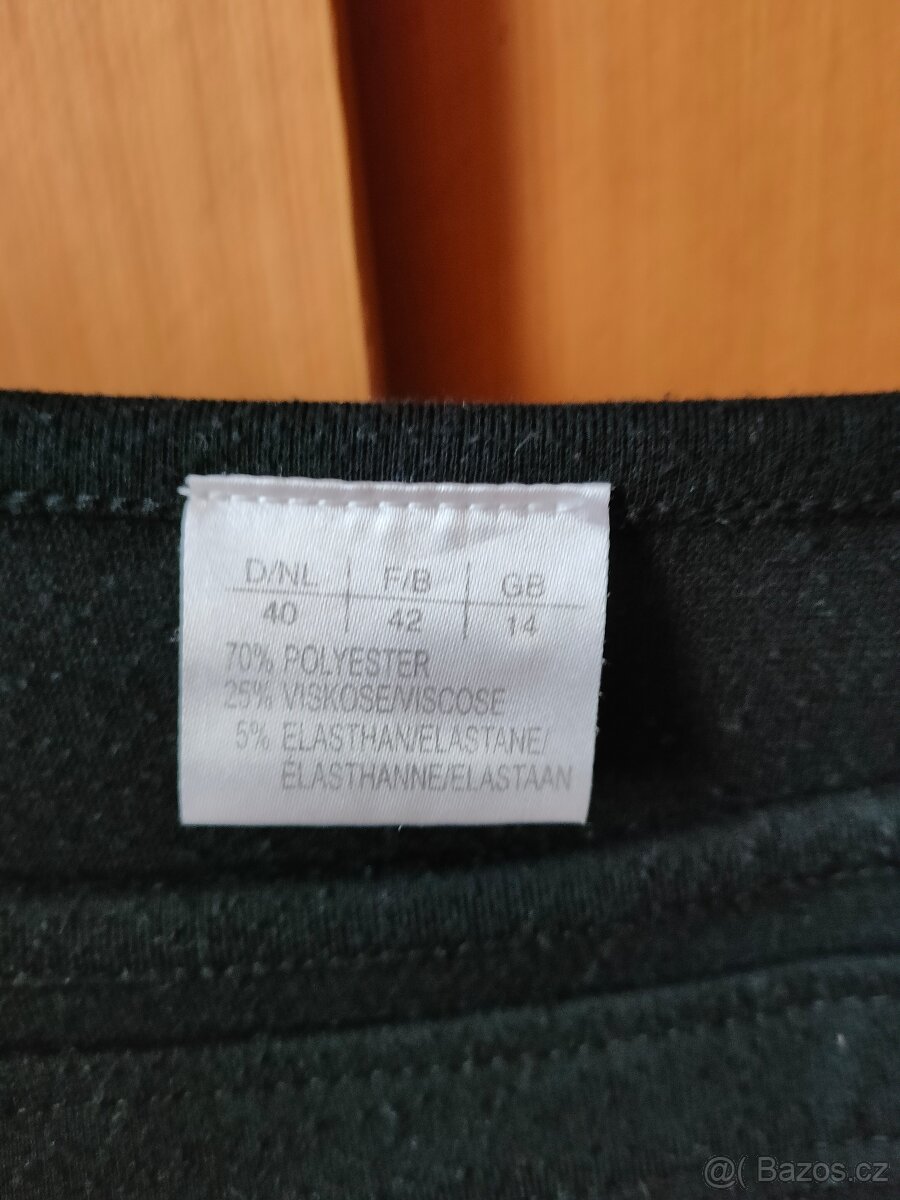 D/NL | F/B | GB
40 | 42 | 14
70% POLYESTER
25% VISKOSE/VISCOSE
5% ELASTHAN/ELASTANE/
ÉLASTHANNE/ELASTAAN
@( Bazos.cz